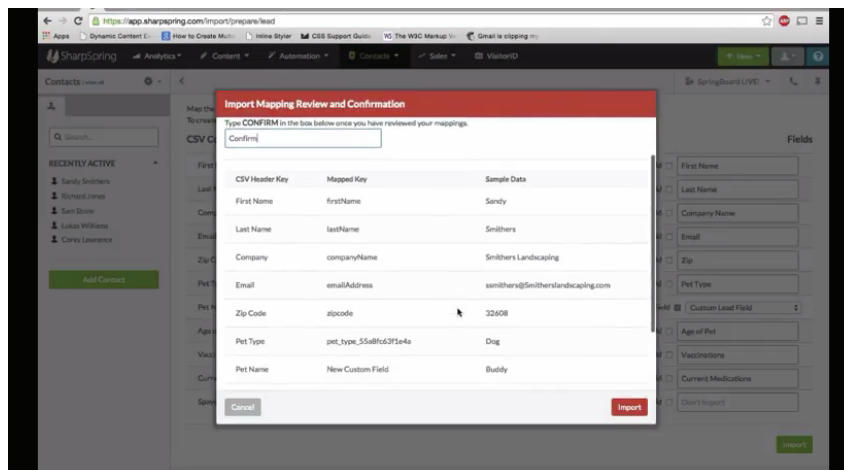 https://app.sharpspring.com/import/prepare/lead
Apps Dynamic Content E How to Create Mult Inline Styler CSS Support Guide The W3C Markup V Gmail is clipping my
SharpSpring Analytics Content Automation Contacts Sales VisitorID
Contacts SpringBoard LIVE!
Import Mapping Review and Confirmation
Type CONFIRM in the box below once you have reviewed your mappings.
Confirm
Search...
CSV Fields
RECENTLY ACTIVE
Sandy Smithers
Richard Jones
Sam Stone
Lukas Williams
Corey Lawrence
Add Contact
CSV Header Key Mapped Key Sample Data
First Name firstName Sandy
Last Name lastName Smithers
Company companyName Smithers Landscaping
Email emailAddress ssmithers@Smitherslandscaping.com
Zip Code zipcode 32608
Pet Type pet_type_55a8fc63f1e4a Dog
Pet Name New Custom Field Buddy
Cancel Import
First Name
Last Name
Company Name
Email
Zip
Pet Type
Custom Lead Field
Age of Pet
Vaccinations
Current Medications
Don't Import
Import